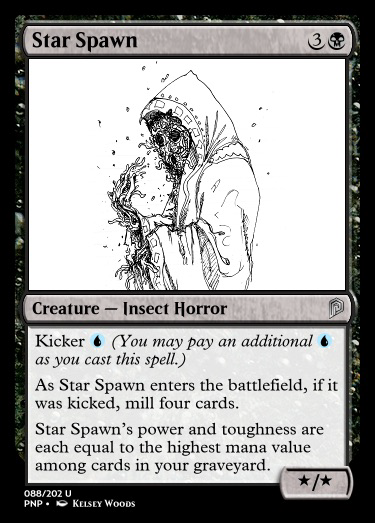 Star Spawn 3
Creature — Insect Horror
Kicker (You may pay an additional
as you cast this spell.)
As Star Spawn enters the battlefield, if it
was kicked, mill four cards.
Star Spawn's power and toughness are
each equal to the highest mana value
among cards in your graveyard.
★/★
088/202 U
PNP • Kelsey Woods